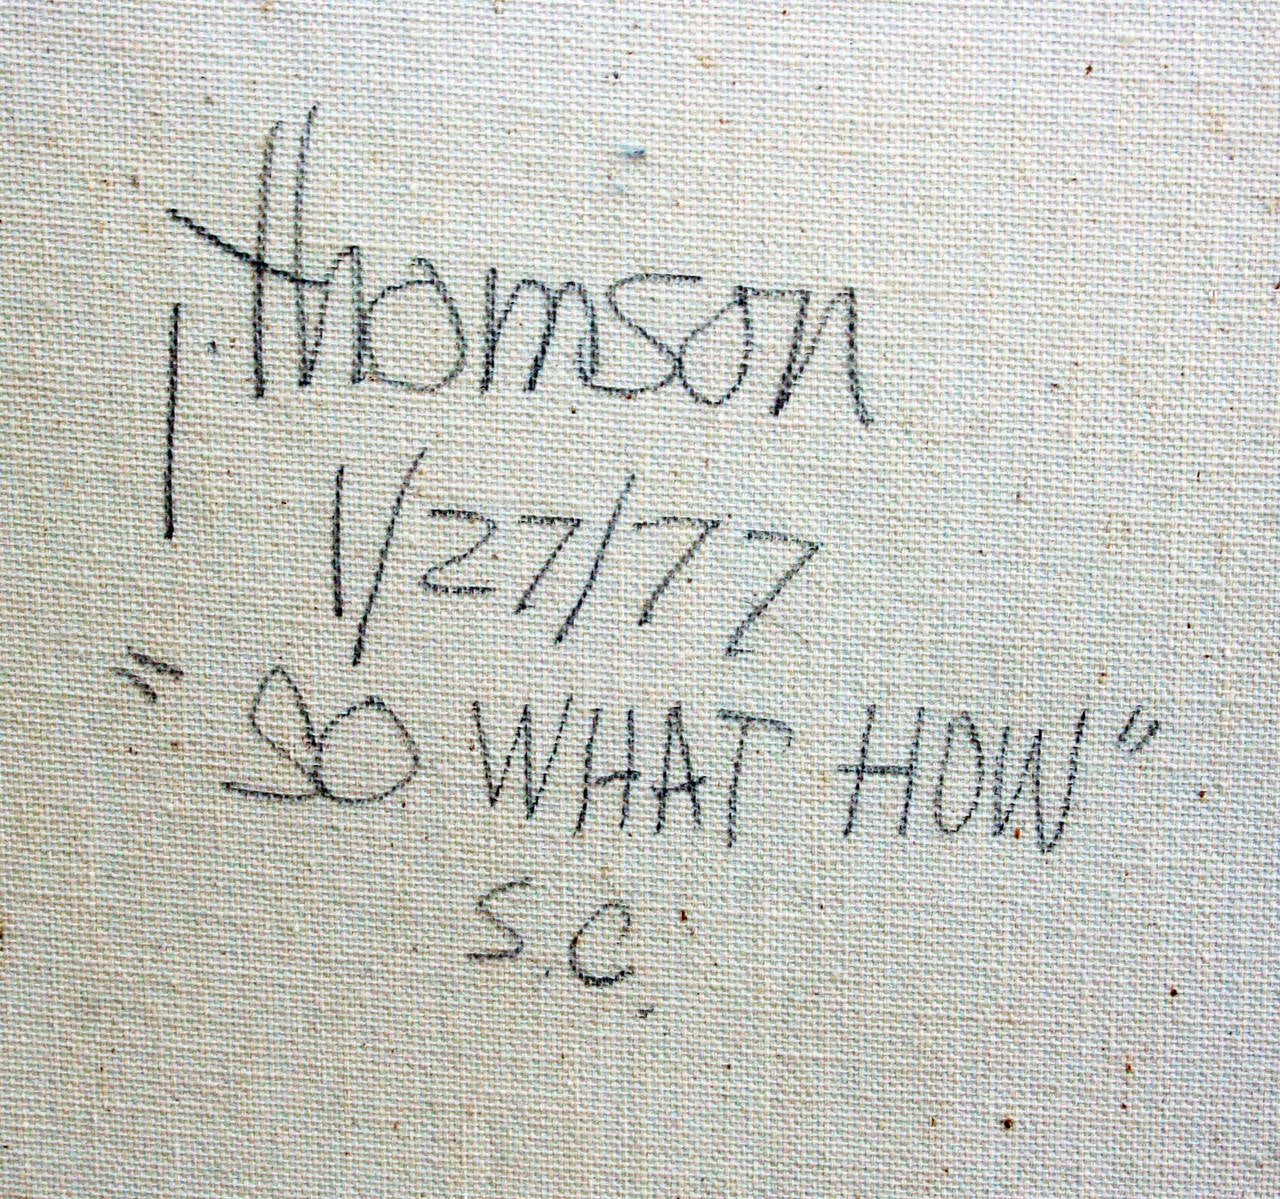 T. Thomson
1/27/77
"SO WHAT HOW"
S.C.